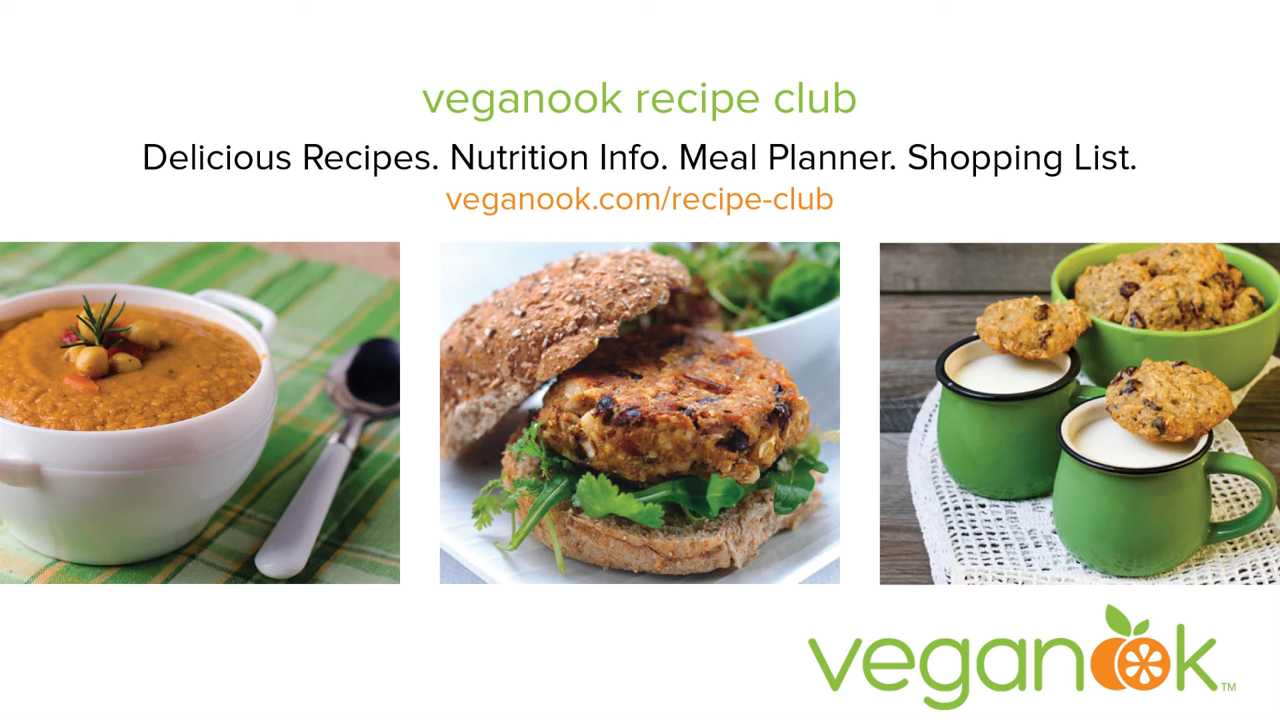 veganook recipe club
Delicious Recipes. Nutrition Info. Meal Planner. Shopping List.
veganook.com/recipe-club
veganook™